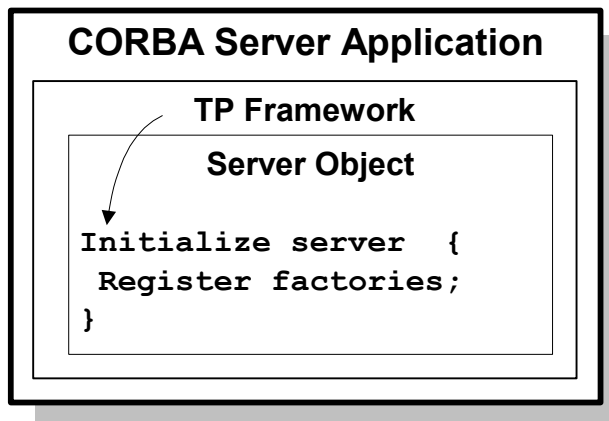 CORBA Server Application
TP Framework
Server Object
Initialize server  {
 Register factories;
}